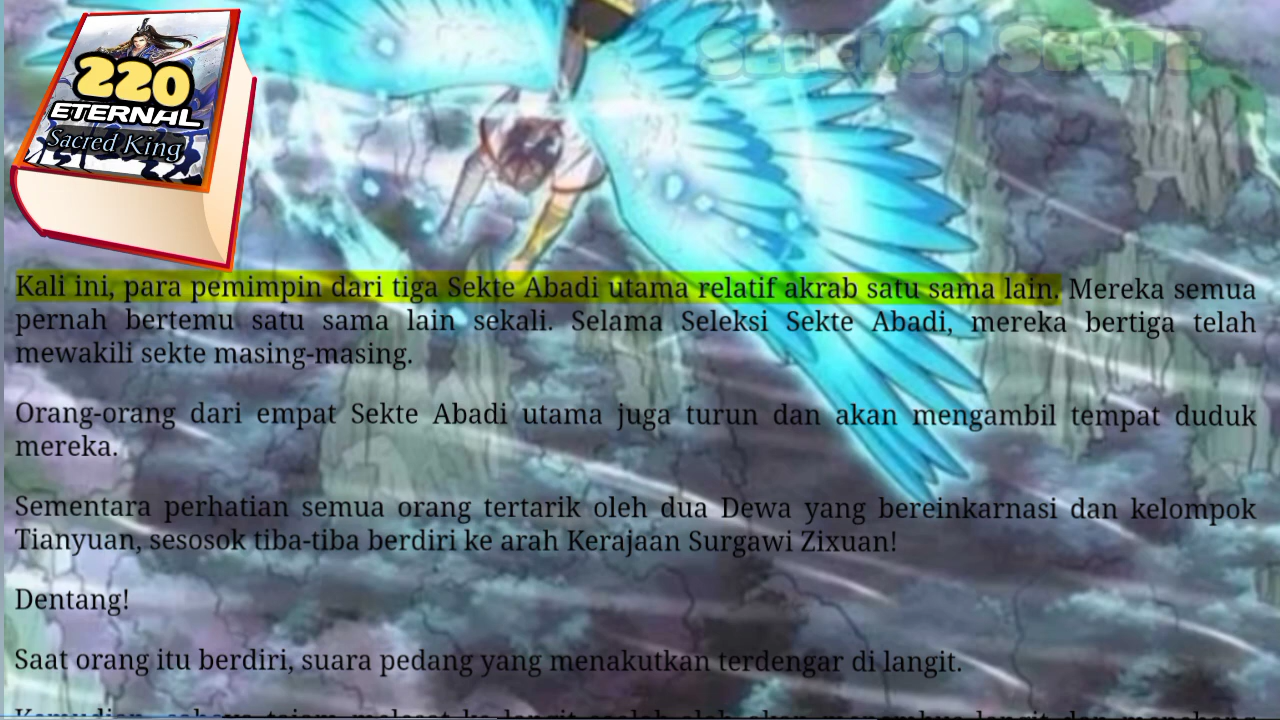 SELEKSI SEKTE
220
ETERNAL
Sacred King
Kali ini, para pemimpin dari tiga Sekte Abadi utama relatif akrab satu sama lain. Mereka semua
pernah bertemu satu sama lain sekali. Selama Seleksi Sekte Abadi, mereka bertiga telah
mewakili sekte masing-masing.
Orang-orang dari empat Sekte Abadi utama juga turun dan akan mengambil tempat duduk
mereka.
Sementara perhatian semua orang tertarik oleh dua Dewa yang bereinkarnasi dan kelompok
Tianyuan, sesosok tiba-tiba berdiri ke arah Kerajaan Surgawi Zixuan!
Dentang!
Saat orang itu berdiri, suara pedang yang menakutkan terdengar di langit.